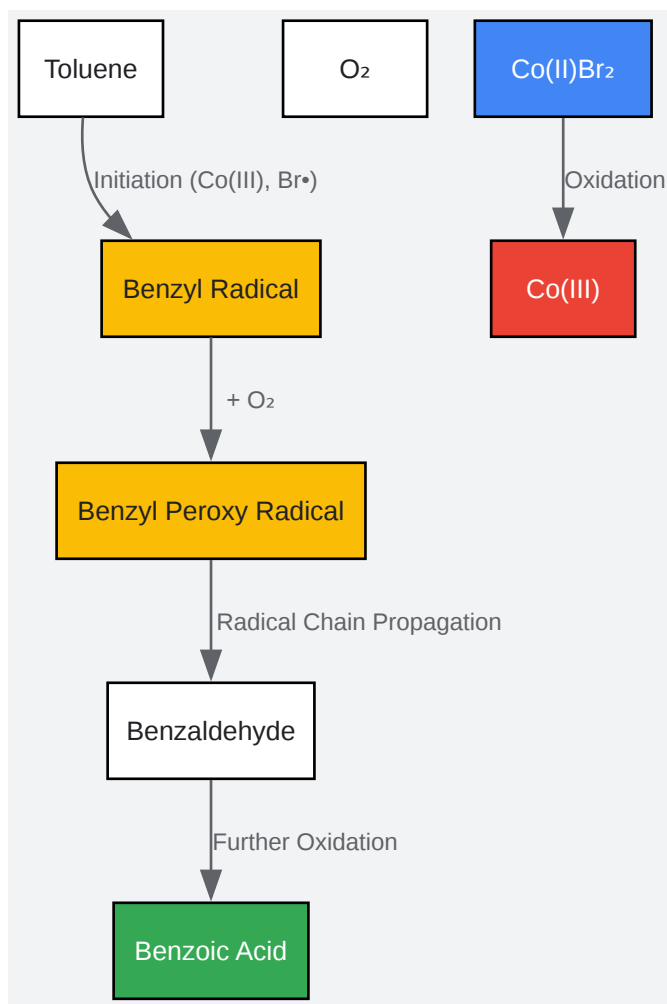 Toluene
O₂
Co(II)Br₂
Initiation (Co(III), Br•)
Oxidation
Benzyl Radical
Co(III)
+ O₂
Benzyl Peroxy Radical
Radical Chain Propagation
Benzaldehyde
Further Oxidation
Benzoic Acid